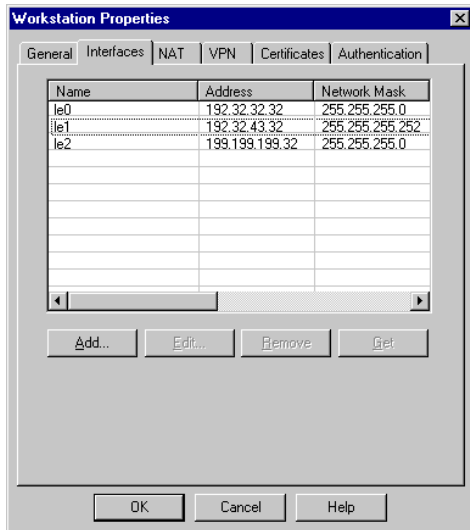 Workstation Properties
General Interfaces NAT VPN Certificates Authentication
Name Address Network Mask
le0 192.32.32.32 255.255.255.0
le1 192.32.43.32 255.255.255.252
le2 199.199.199.32 255.255.255.0
Add... Edit... Remove Get
OK Cancel Help